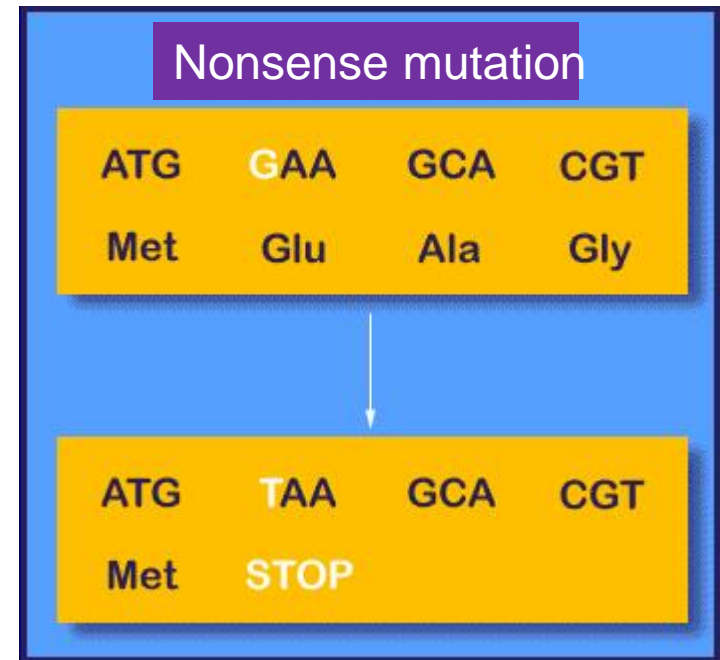 Nonsense mutation
ATG GAA GCA CGT
Met Glu Ala Gly
ATG TAA GCA CGT
Met STOP